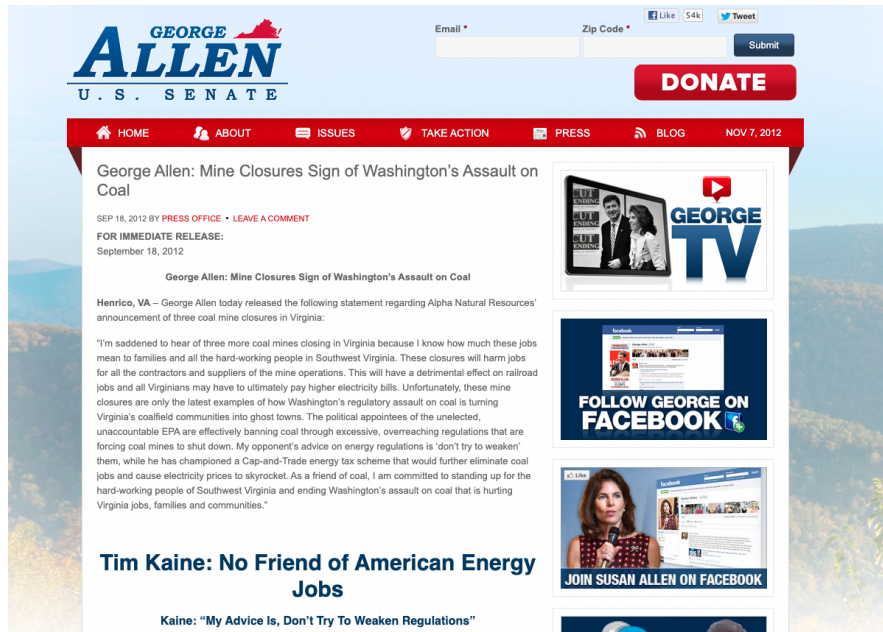 GEORGE
ALLEN
U.S. SENATE
Like 54k Tweet
Email * Zip Code *
Submit
DONATE
HOME ABOUT ISSUES TAKE ACTION PRESS BLOG NOV 7, 2012
George Allen: Mine Closures Sign of Washington's Assault on
Coal
SEP 18, 2012 BY PRESS OFFICE • LEAVE A COMMENT
FOR IMMEDIATE RELEASE:
September 18, 2012
George Allen: Mine Closures Sign of Washington's Assault on Coal
Henrico, VA – George Allen today released the following statement regarding Alpha Natural Resources'
announcement of three coal mine closures in Virginia:
"I'm saddened to hear of three more coal mines closing in Virginia because I know how much these jobs
mean to families and all the hard-working people in Southwest Virginia. These closures will harm jobs
for all the contractors and suppliers of the mine operations. This will have a detrimental effect on railroad
jobs and all Virginians may have to ultimately pay higher electricity bills. Unfortunately, these mine
closures are only the latest examples of how Washington's regulatory assault on coal is turning
Virginia's coalfield communities into ghost towns. The political appointees of the unelected,
unaccountable EPA are effectively banning coal through excessive, overreaching regulations that are
forcing coal mines to shut down. My opponent's advice on energy regulations is 'don't try to weaken'
them, while he has championed a Cap-and-Trade energy tax scheme that would further eliminate coal
jobs and cause electricity prices to skyrocket. As a friend of coal, I am committed to standing up for the
hard-working people of Southwest Virginia and ending Washington's assault on coal that is hurting
Virginia jobs, families and communities."
Tim Kaine: No Friend of American Energy
Jobs
Kaine: "My Advice Is, Don't Try To Weaken Regulations"
GEORGE
TV
facebook
FOLLOW GEORGE ON
FACEBOOK
Like
facebook
JOIN SUSAN ALLEN ON FACEBOOK